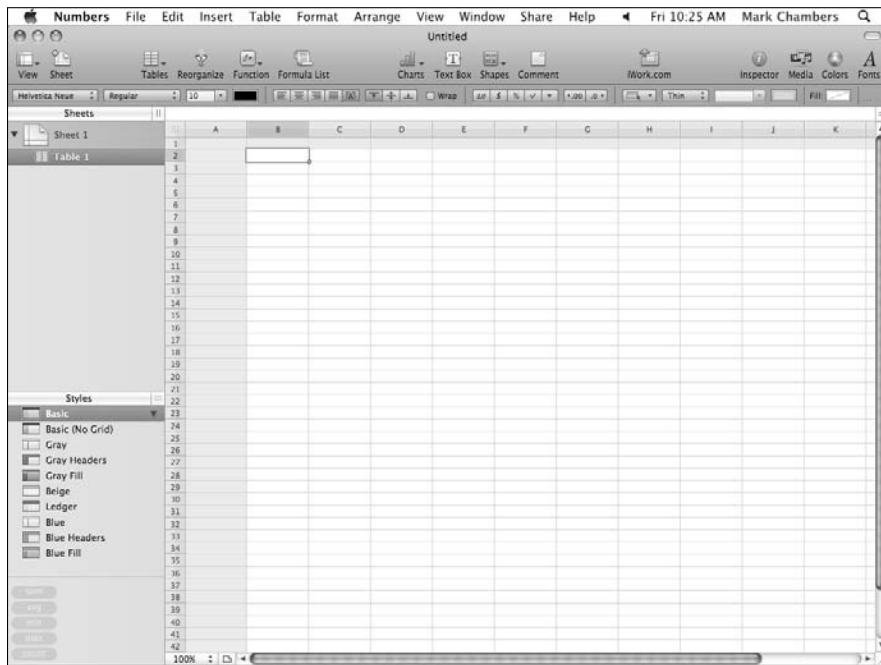 Numbers File Edit Insert Table Format Arrange View Window Share Help Fri 10:25 AM Mark Chambers
Untitled
View Sheet Tables Reorganize Function Formula List Charts Text Box Shapes Comment iWork.com Inspector Media Colors Fonts
Helvetica Neue Regular 10 Wrap Thin Fill
Sheets
Sheet 1
Table 1
A B C D E F G H I J K
1
2
3
4
5
6
7
8
9
10
11
12
13
14
15
16
17
18
19
20
21
22
23
24
25
26
27
28
29
30
31
32
33
34
35
36
37
38
39
40
41
42
Styles
Basic
Basic (No Grid)
Gray
Gray Headers
Gray Fill
Beige
Ledger
Blue
Blue Headers
Blue Fill
sum
avg
min
max
count
100%